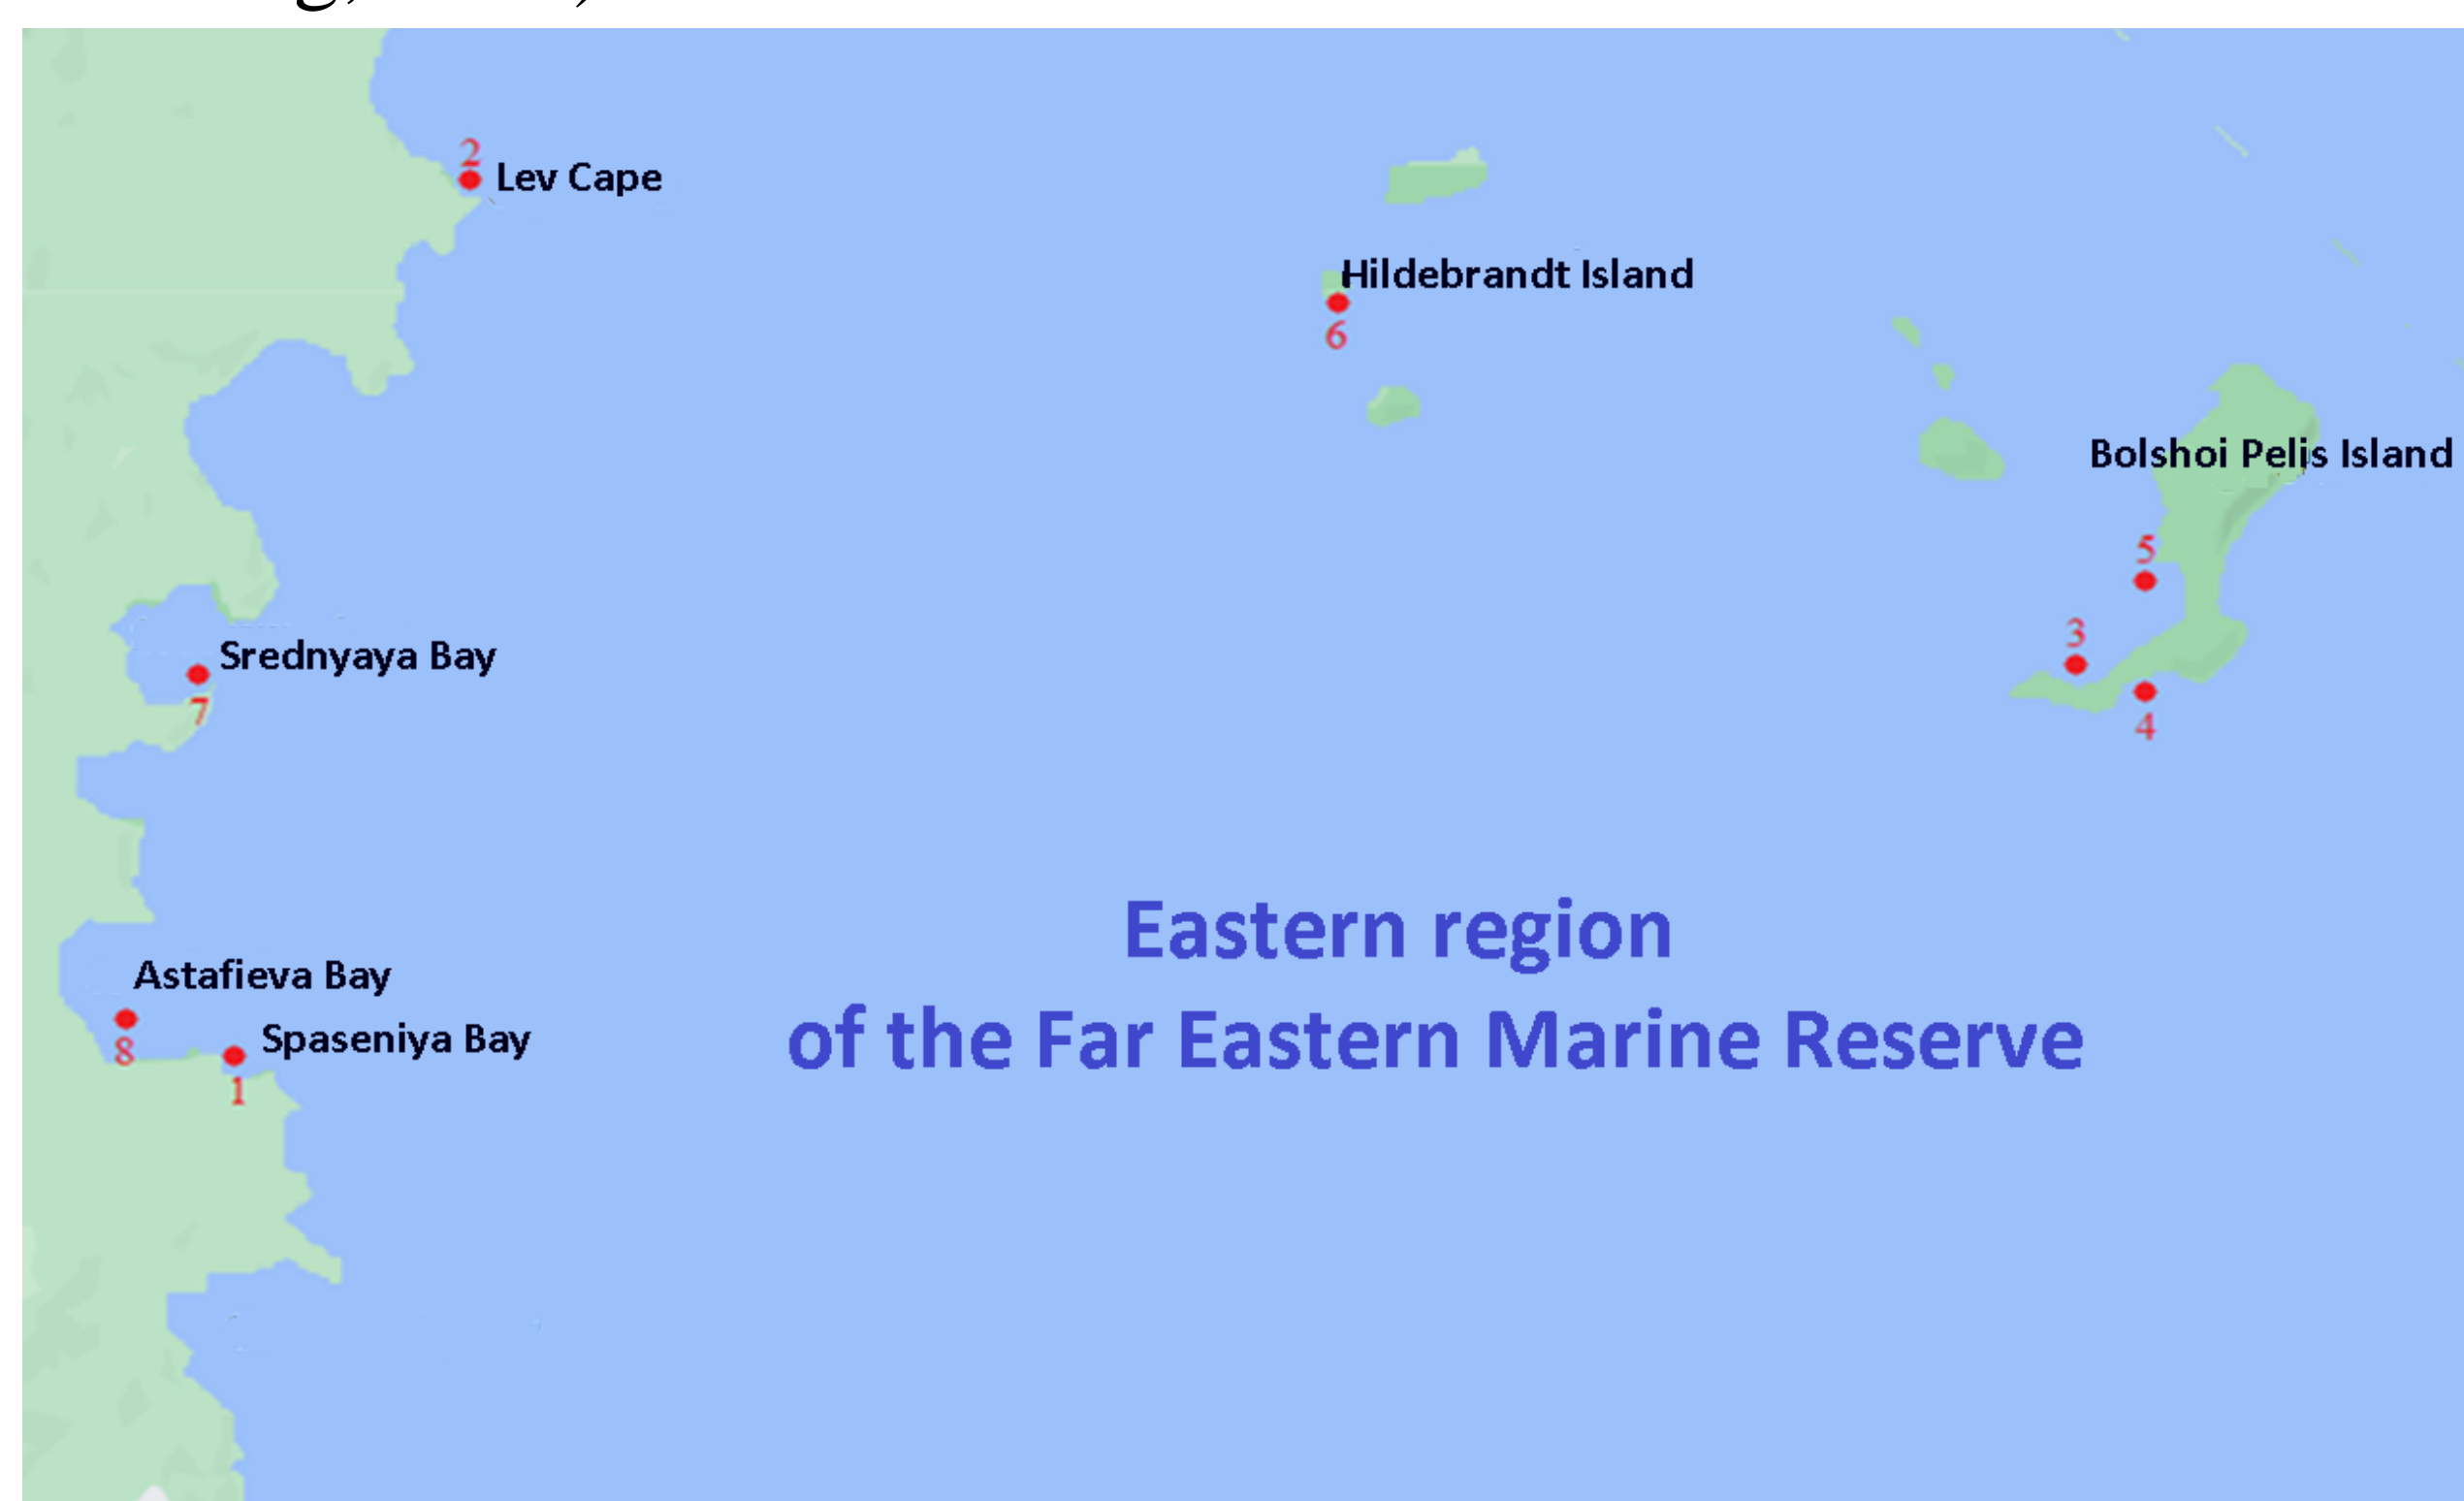 2
Lev Cape
Hildebrandt Island
6
Bolshoi Pelis Island
5
3
Srednyaya Bay
7
4
Eastern region
of the Far Eastern Marine Reserve
Astafieva Bay
8
Spaseniya Bay
1